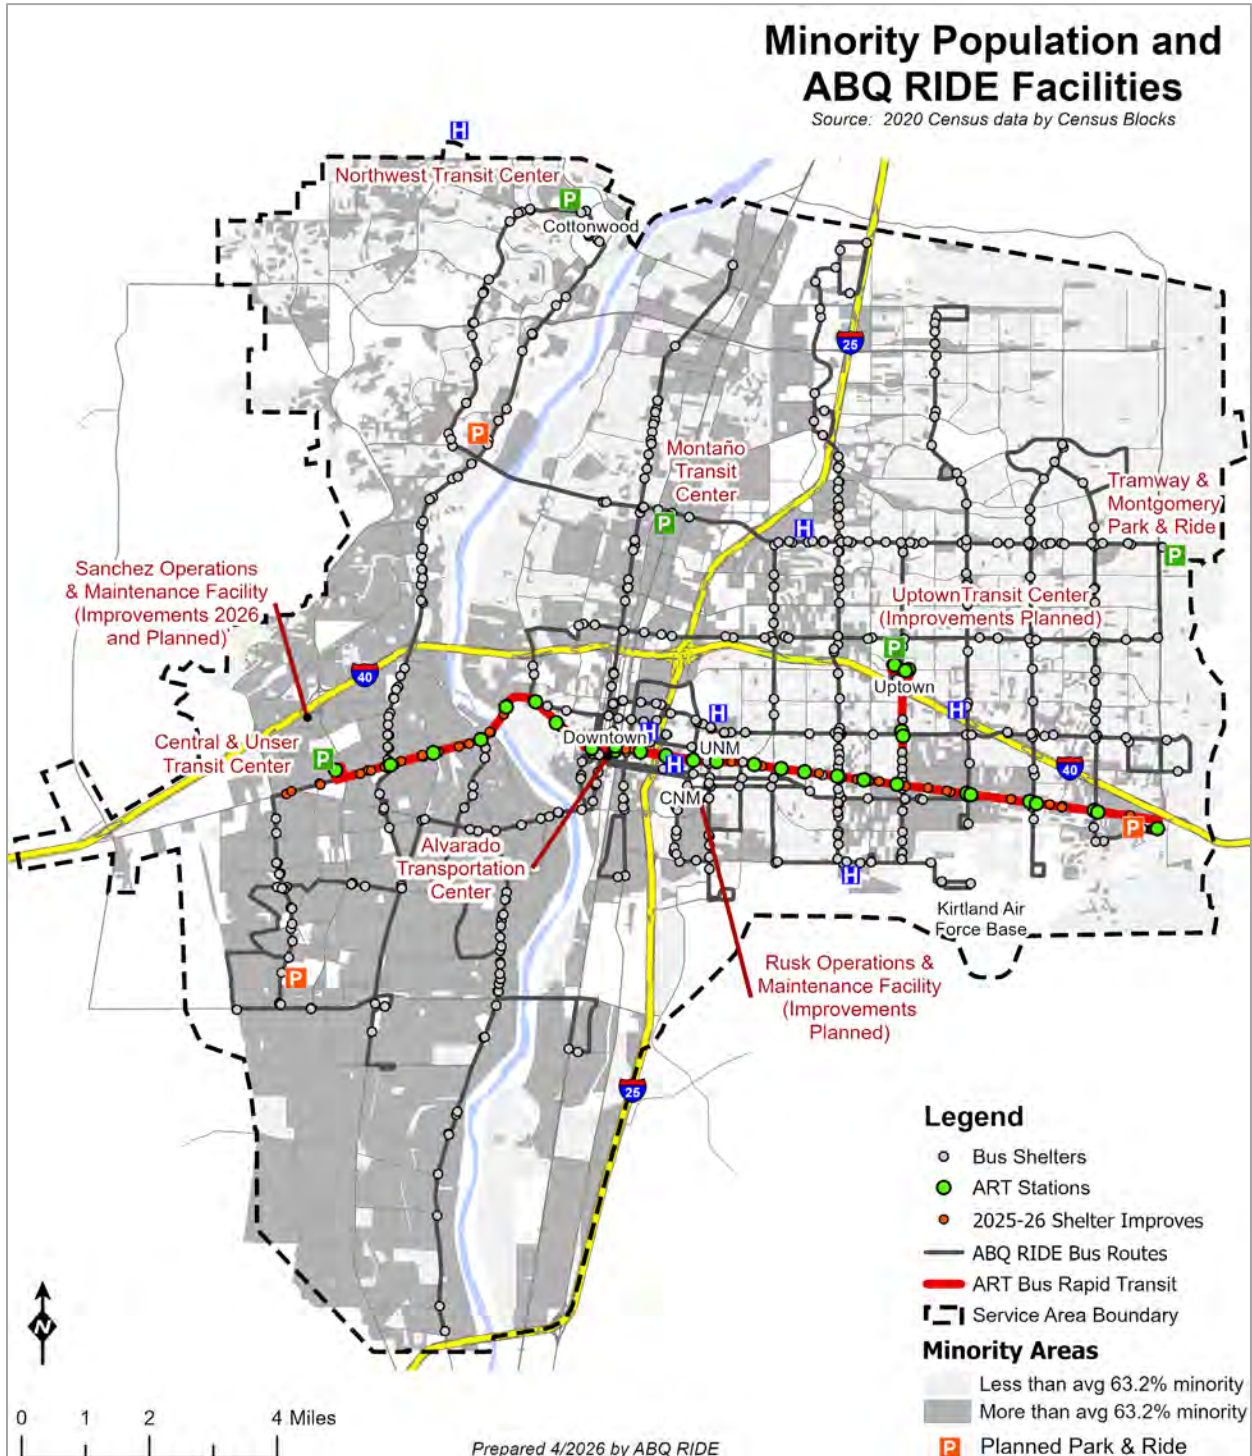 Minority Population and
ABQ RIDE Facilities
Source: 2020 Census data by Census Blocks
H
Northwest Transit Center
P
Cottonwood
25
P
Montaño
Transit
Center
P
H
Tramway &
Montgomery
Park & Ride
P
Sanchez Operations
& Maintenance Facility
(Improvements 2026
and Planned)
UptownTransit Center
(Improvements Planned)
P
40
Uptown
H
H
H
Central & Unser
Transit Center
P
Downtown
UNM
H
40
CNM
P
Alvarado
Transportation
Center
H
Kirtland Air
Force Base
P
Rusk Operations &
Maintenance Facility
(Improvements
Planned)
25
Legend
Bus Shelters
ART Stations
2025-26 Shelter Improves
ABQ RIDE Bus Routes
ART Bus Rapid Transit
Service Area Boundary
Minority Areas
Less than avg 63.2% minority
More than avg 63.2% minority
P Planned Park & Ride
N
0 1 2 4 Miles
Prepared 4/2026 by ABQ RIDE